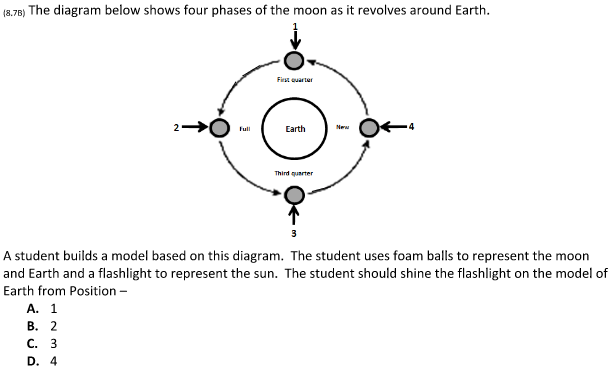 (8.7B) The diagram below shows four phases of the moon as it revolves around Earth.
1
First quarter
2
Full
Earth
New
4
Third quarter
3
A student builds a model based on this diagram.  The student uses foam balls to represent the moon
and Earth and a flashlight to represent the sun.  The student should shine the flashlight on the model of
Earth from Position –
A. 1
B. 2
C. 3
D. 4